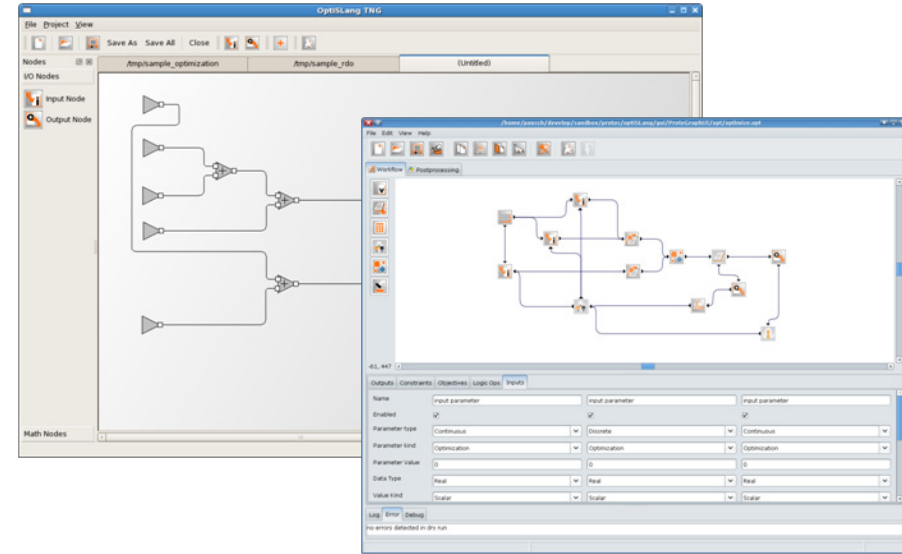 OptiSLang TNG
File Project View
Save As Save All Close
Nodes
/tmp/sample_optimization /tmp/sample_rdo (Untitled)
I/O Nodes
Input Node
Output Node
Math Nodes
File Edit View Help
Workflow Postprocessing
-61, 447
Outputs Constraints Objectives Logic Ops Inputs
Name input parameter input parameter input parameter
Enabled
Parameter type Continuous Discrete Continuous
Parameter kind Optimization Optimization Optimization
Parameter Value 0 0 0
Data Type Real Real Real
Value Kind Scalar Scalar Scalar
Log Error Debug
no errors detected in dry run